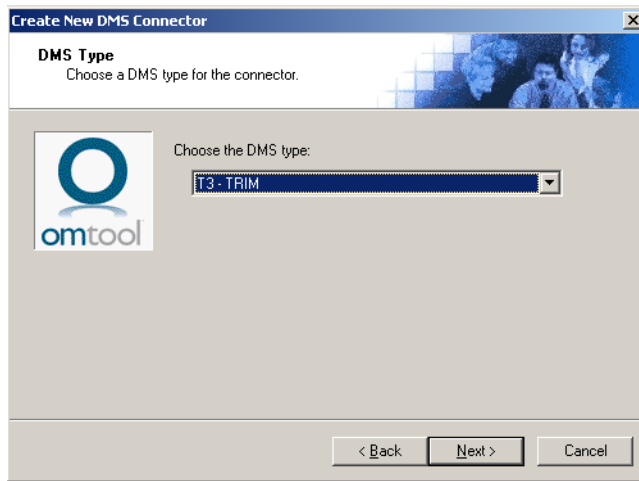 Create New DMS Connector
DMS Type
Choose a DMS type for the connector.
Choose the DMS type:
T3 - TRIM
omtool
< Back
Next >
Cancel